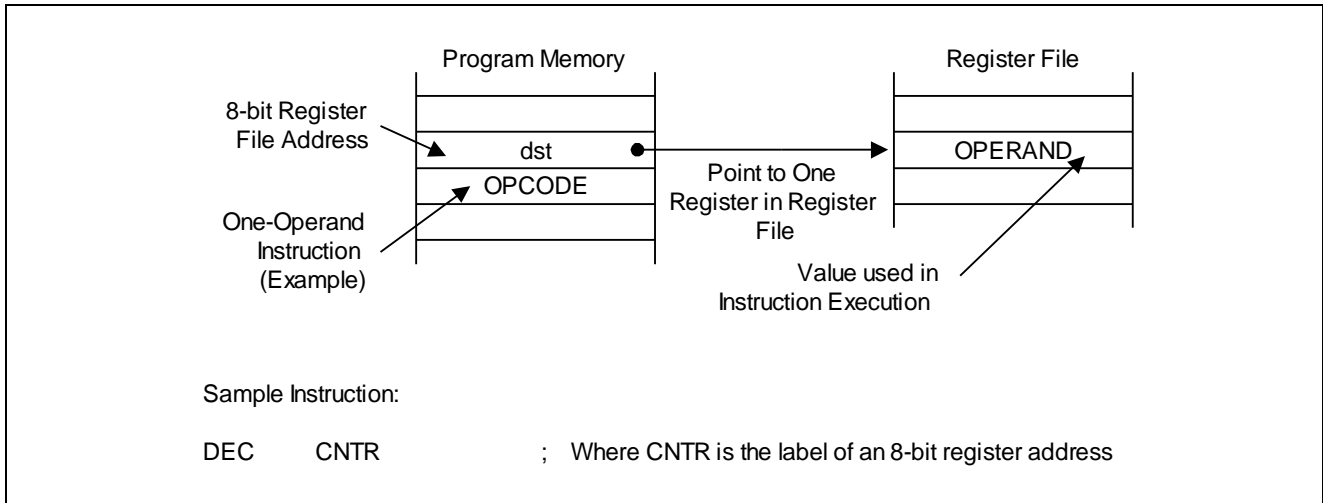 Program Memory
Register File
8-bit Register
File Address
dst
OPERAND
OPCODE
Point to One
Register in Register
File
One-Operand
Instruction
(Example)
Value used in
Instruction Execution
Sample Instruction:
DEC CNTR ; Where CNTR is the label of an 8-bit register address